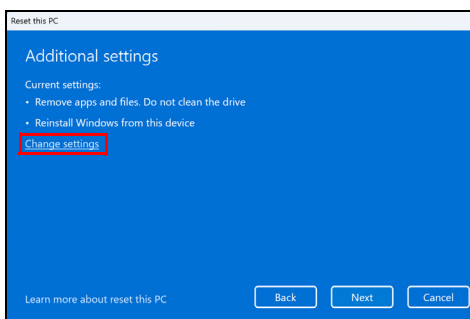 Reset this PC
Additional settings
Current settings:
• Remove apps and files. Do not clean the drive
• Reinstall Windows from this device
Change settings
Learn more about reset this PC
Back
Next
Cancel